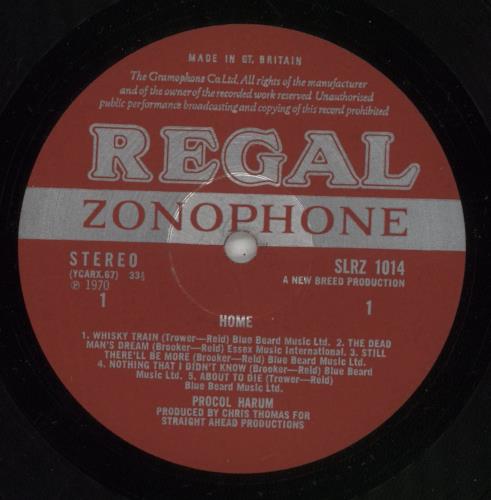 MADE IN GT. BRITAIN
The Gramophone Co. Ltd. All rights of the manufacturer
and of the owner of the recorded work reserved Unauthorised
public performance broadcasting and copying of this record prohibited
REGAL
ZONOPHONE
STEREO
(YCARX.67) 33⅓
℗ 1970
1
SLRZ 1014
A NEW BREED PRODUCTION
1
HOME
1. WHISKY TRAIN (Trower—Reid) Blue Beard Music Ltd. 2. THE DEAD
MAN'S DREAM (Brooker—Reid) Essex Music International. 3. STILL
THERE'LL BE MORE (Brooker—Reid) Blue Beard Music Ltd.
4. NOTHING THAT I DIDN'T KNOW (Brooker—Reid) Blue Beard
Music Ltd. 5. ABOUT TO DIE (Trower—Reid)
Blue Beard Music Ltd.
PROCOL HARUM
PRODUCED BY CHRIS THOMAS FOR
STRAIGHT AHEAD PRODUCTIONS